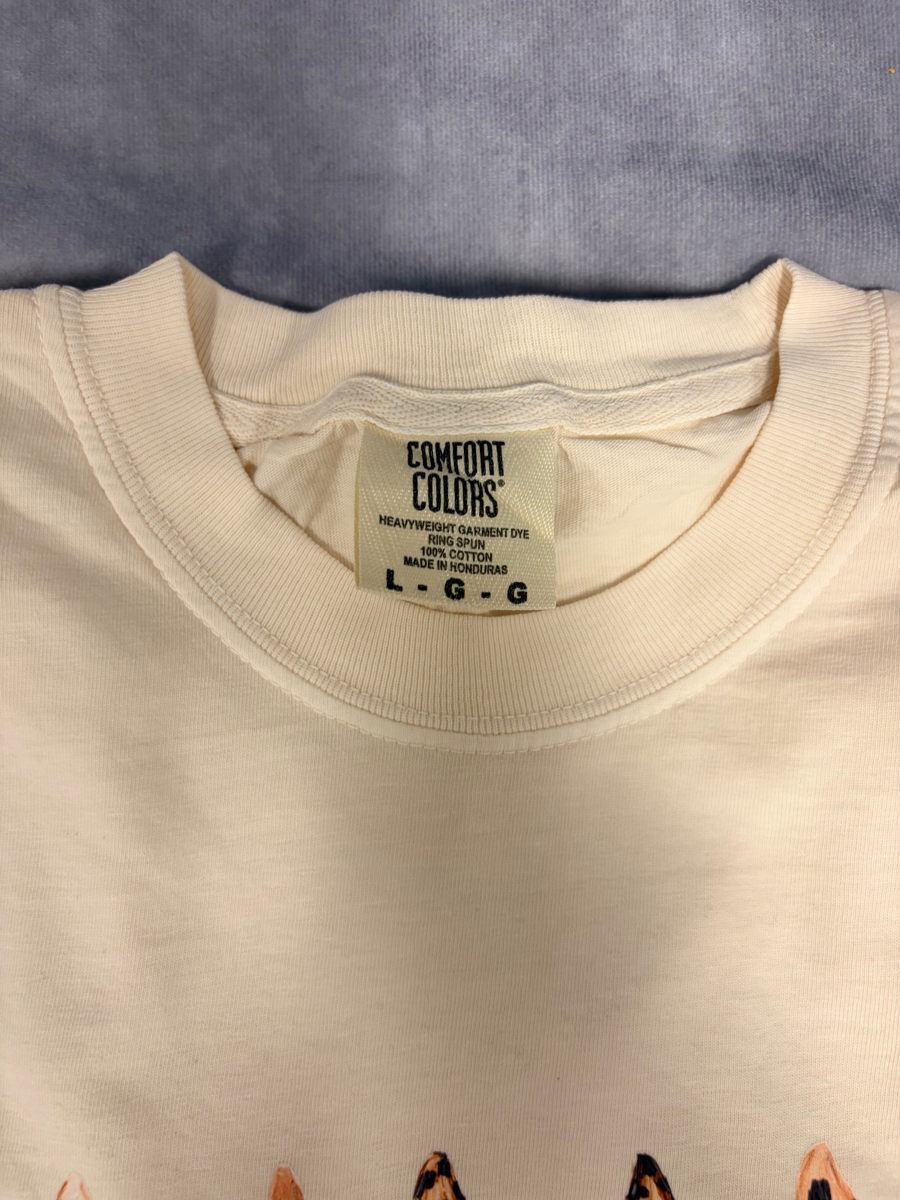 COMFORT
COLORS®
HEAVYWEIGHT GARMENT DYE
RING SPUN
100% COTTON
MADE IN HONDURAS
L - G - G